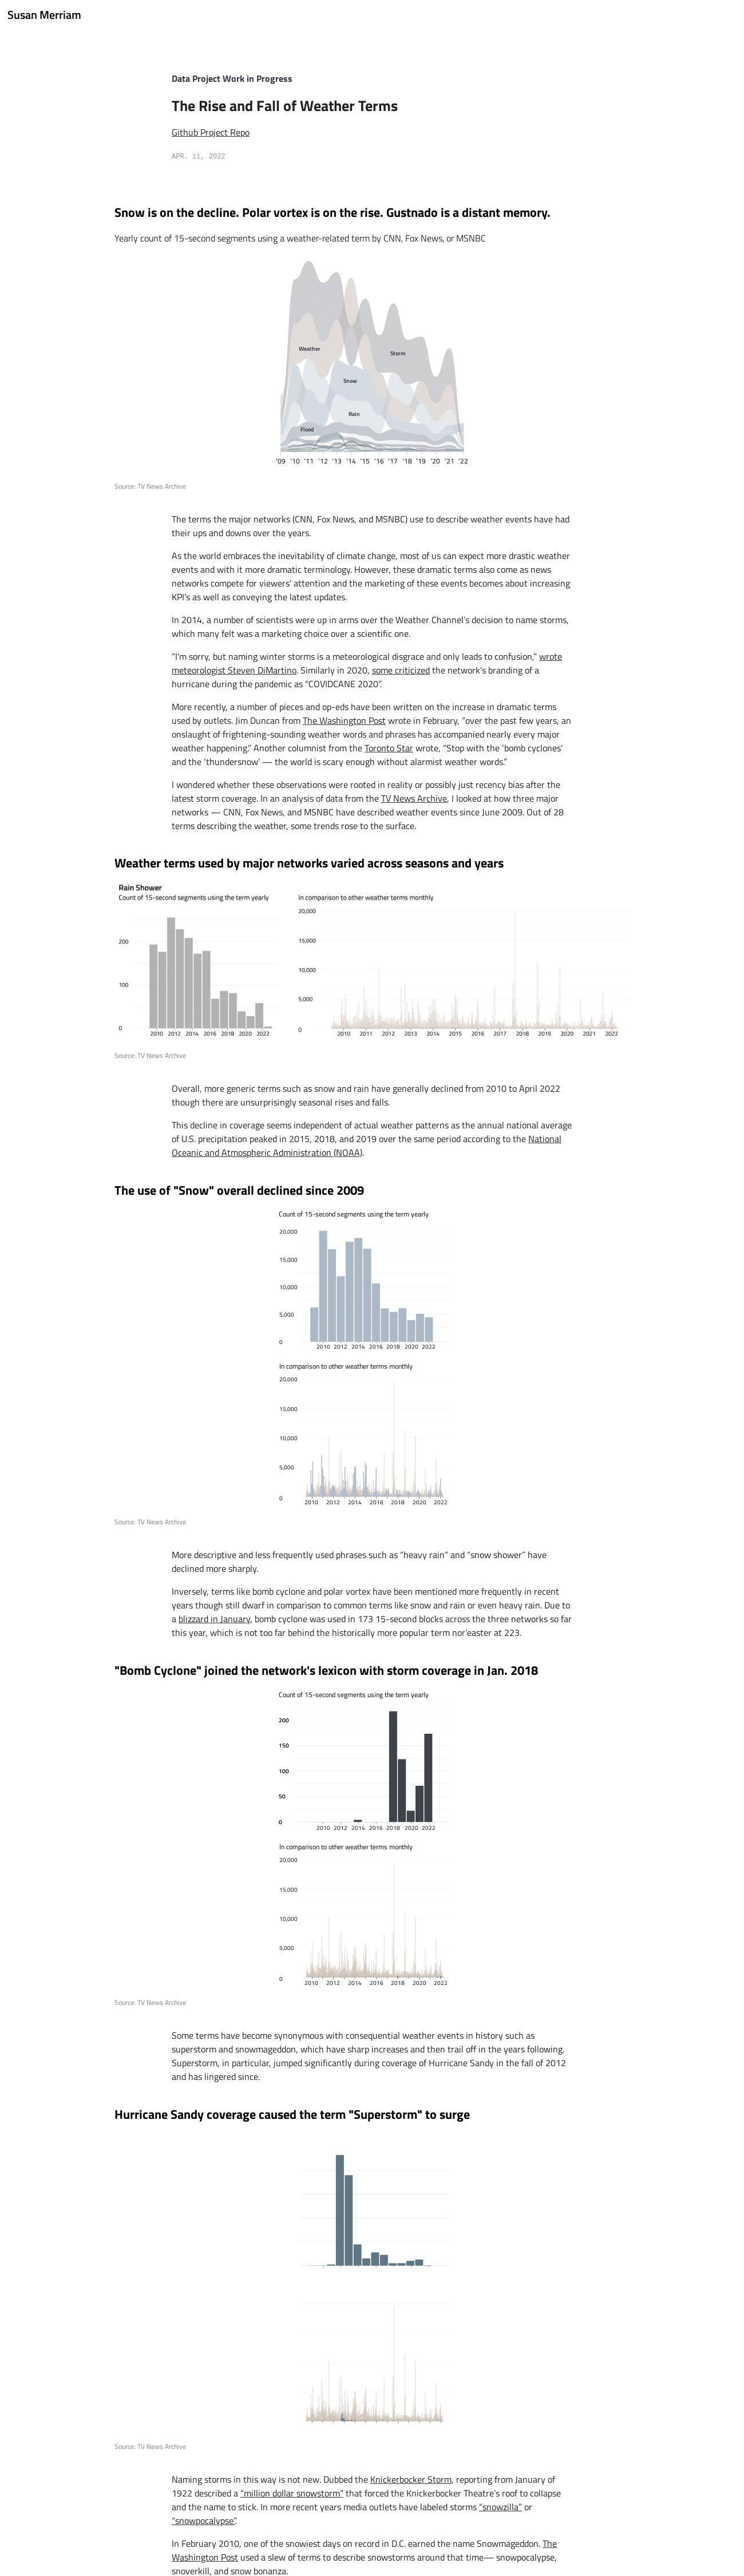 Susan Merriam
Data Project Work in Progress
The Rise and Fall of Weather Terms
Github Project Repo
APR. 11, 2022
Snow is on the decline. Polar vortex is on the rise. Gustnado is a distant memory.
Yearly count of 15-second segments using a weather-related term by CNN, Fox News, or MSNBC
Weather
Storm
Snow
Rain
Flood
'09 '10 '11 '12 '13 '14 '15 '16 '17 '18 '19 '20 '21 '22
Source: TV News Archive
The terms the major networks (CNN, Fox News, and MSNBC) use to describe weather events have had
their ups and downs over the years.
As the world embraces the inevitability of climate change, most of us can expect more drastic weather
events and with it more dramatic terminology. However, these dramatic terms also come as news
networks compete for viewers' attention and the marketing of these events becomes about increasing
KPI's as well as conveying the latest updates.
In 2014, a number of scientists were up in arms over the Weather Channel's decision to name storms,
which many felt was a marketing choice over a scientific one.
“I'm sorry, but naming winter storms is a meteorological disgrace and only leads to confusion,” wrote
meteorologist Steven DiMartino. Similarly in 2020, some criticized the network's branding of a
hurricane during the pandemic as “COVIDCANE 2020”.
More recently, a number of pieces and op-eds have been written on the increase in dramatic terms
used by outlets. Jim Duncan from The Washington Post wrote in February, “over the past few years, an
onslaught of frightening-sounding weather words and phrases has accompanied nearly every major
weather happening.” Another columnist from the Toronto Star wrote, “Stop with the ‘bomb cyclones’
and the ‘thundersnow’ — the world is scary enough without alarmist weather words.”
I wondered whether these observations were rooted in reality or possibly just recency bias after the
latest storm coverage. In an analysis of data from the TV News Archive, I looked at how three major
networks — CNN, Fox News, and MSNBC have described weather events since June 2009. Out of 28
terms describing the weather, some trends rose to the surface.
Weather terms used by major networks varied across seasons and years
Rain Shower
Count of 15-second segments using the term yearly
200
100
0
2010 2012 2014 2016 2018 2020 2022
In comparison to other weather terms monthly
20,000
15,000
10,000
5,000
0
2010 2011 2012 2013 2014 2015 2016 2017 2018 2019 2020 2021 2022
Source: TV News Archive
Overall, more generic terms such as snow and rain have generally declined from 2010 to April 2022
though there are unsurprisingly seasonal rises and falls.
This decline in coverage seems independent of actual weather patterns as the annual national average
of U.S. precipitation peaked in 2015, 2018, and 2019 over the same period according to the National
Oceanic and Atmospheric Administration (NOAA).
The use of "Snow" overall declined since 2009
Count of 15-second segments using the term yearly
20,000
15,000
10,000
5,000
0
2010 2012 2014 2016 2018 2020 2022
In comparison to other weather terms monthly
20,000
15,000
10,000
5,000
0
2010 2012 2014 2016 2018 2020 2022
Source: TV News Archive
More descriptive and less frequently used phrases such as “heavy rain” and “snow shower” have
declined more sharply.
Inversely, terms like bomb cyclone and polar vortex have been mentioned more frequently in recent
years though still dwarf in comparison to common terms like snow and rain or even heavy rain. Due to
a blizzard in January, bomb cyclone was used in 173 15-second blocks across the three networks so far
this year, which is not too far behind the historically more popular term nor'easter at 223.
"Bomb Cyclone" joined the network's lexicon with storm coverage in Jan. 2018
Count of 15-second segments using the term yearly
200
150
100
50
0
2010 2012 2014 2016 2018 2020 2022
In comparison to other weather terms monthly
20,000
15,000
10,000
5,000
0
2010 2012 2014 2016 2018 2020 2022
Source: TV News Archive
Some terms have become synonymous with consequential weather events in history such as
superstorm and snowmageddon, which have sharp increases and then trail off in the years following.
Superstorm, in particular, jumped significantly during coverage of Hurricane Sandy in the fall of 2012
and has lingered since.
Hurricane Sandy coverage caused the term "Superstorm" to surge
Source: TV News Archive
Naming storms in this way is not new. Dubbed the Knickerbocker Storm, reporting from January of
1922 described a “million dollar snowstorm” that forced the Knickerbocker Theatre's roof to collapse
and the name to stick. In more recent years media outlets have labeled storms “snowzilla” or
“snowpocalypse”.
In February 2010, one of the snowiest days on record in D.C. earned the name Snowmageddon. The
Washington Post used a slew of terms to describe snowstorms around that time— snowpocalypse,
snoverkill, and snow bonanza.